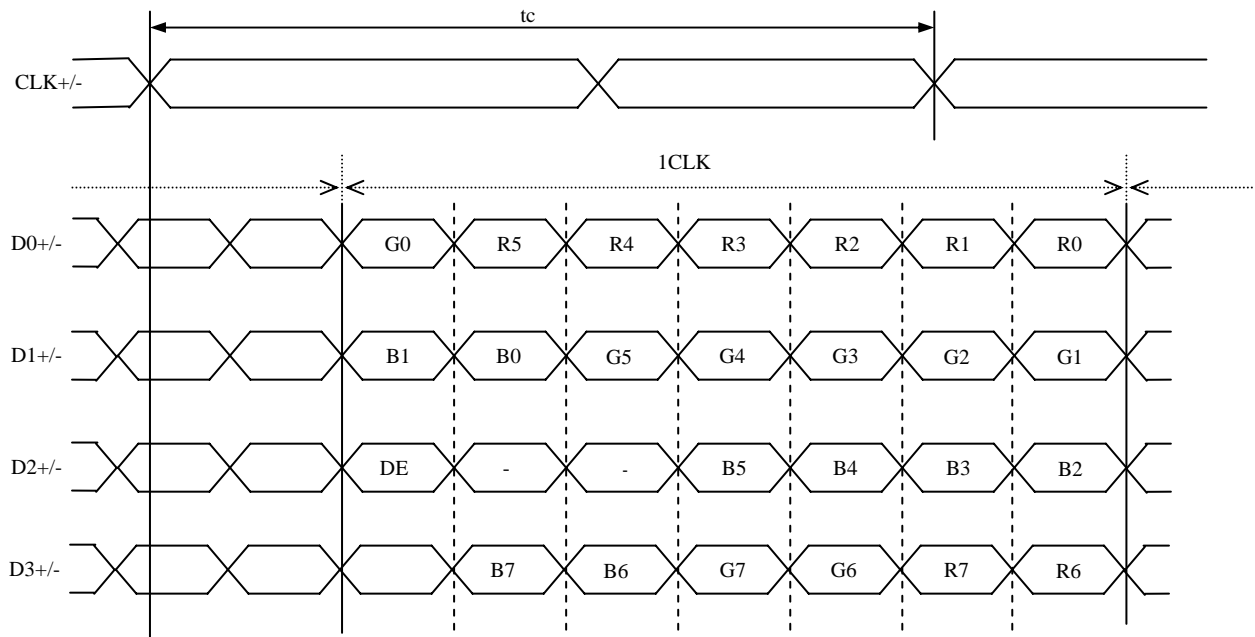 tc
CLK+/-
1CLK
D0+/- G0 R5 R4 R3 R2 R1 R0
D1+/- B1 B0 G5 G4 G3 G2 G1
D2+/- DE - - B5 B4 B3 B2
D3+/- B7 B6 G7 G6 R7 R6